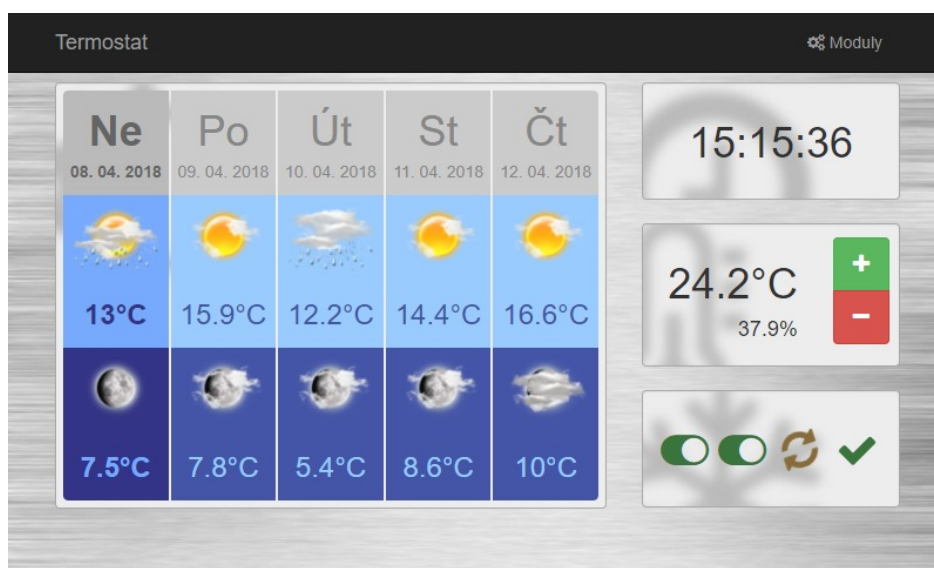 Termostat
Moduly
Ne Po Út St Čt
08. 04. 2018 09. 04. 2018 10. 04. 2018 11. 04. 2018 12. 04. 2018
13°C 15.9°C 12.2°C 14.4°C 16.6°C
7.5°C 7.8°C 5.4°C 8.6°C 10°C
15:15:36
24.2°C
37.9%
+
−